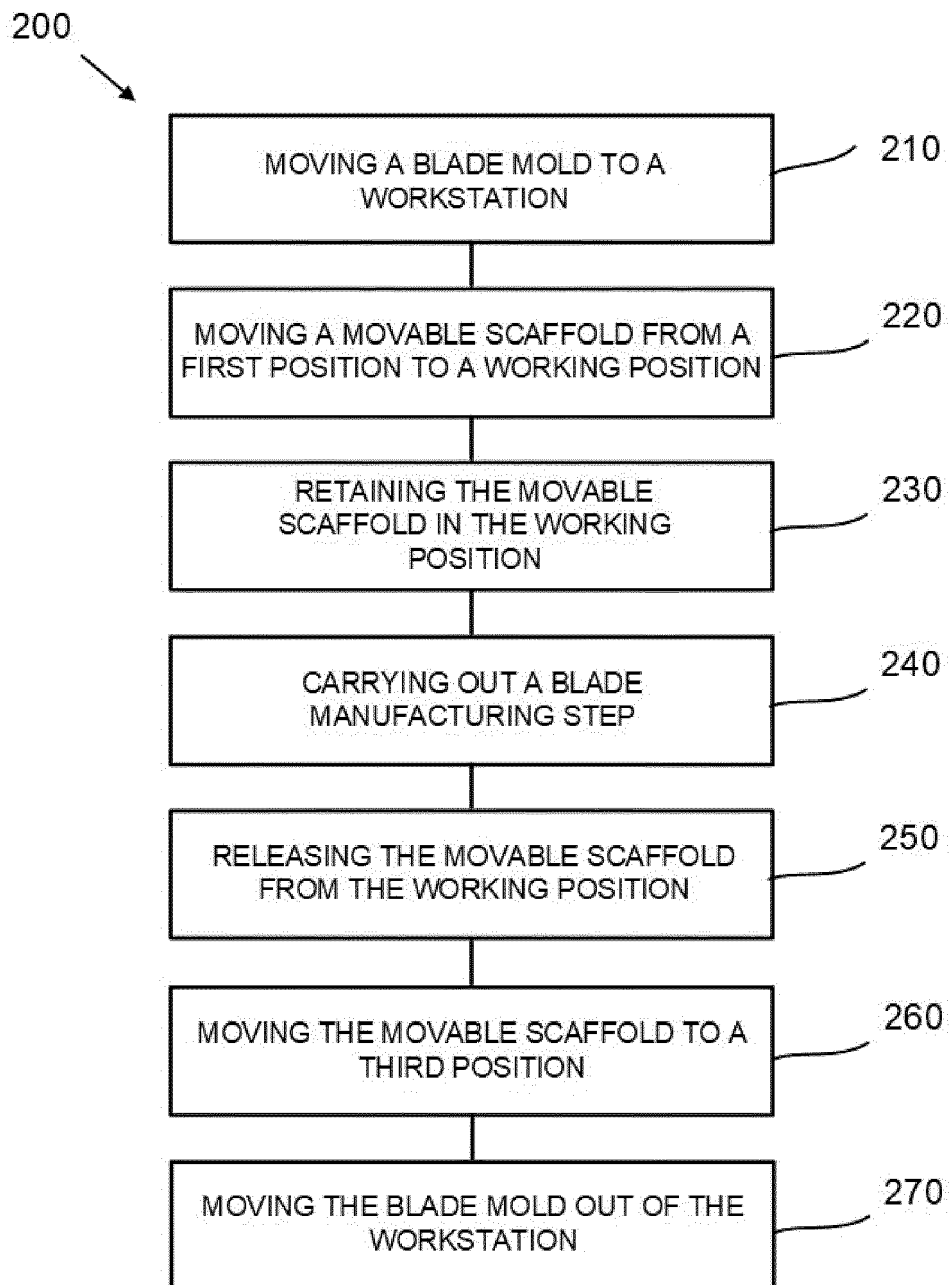 200
MOVING A BLADE MOLD TO A
WORKSTATION
210
MOVING A MOVABLE SCAFFOLD FROM A
FIRST POSITION TO A WORKING POSITION
220
RETAINING THE MOVABLE
SCAFFOLD IN THE WORKING
POSITION
230
CARRYING OUT A BLADE
MANUFACTURING STEP
240
RELEASING THE MOVABLE SCAFFOLD
FROM THE WORKING POSITION
250
MOVING THE MOVABLE SCAFFOLD TO A
THIRD POSITION
260
MOVING THE BLADE MOLD OUT OF THE
WORKSTATION
270